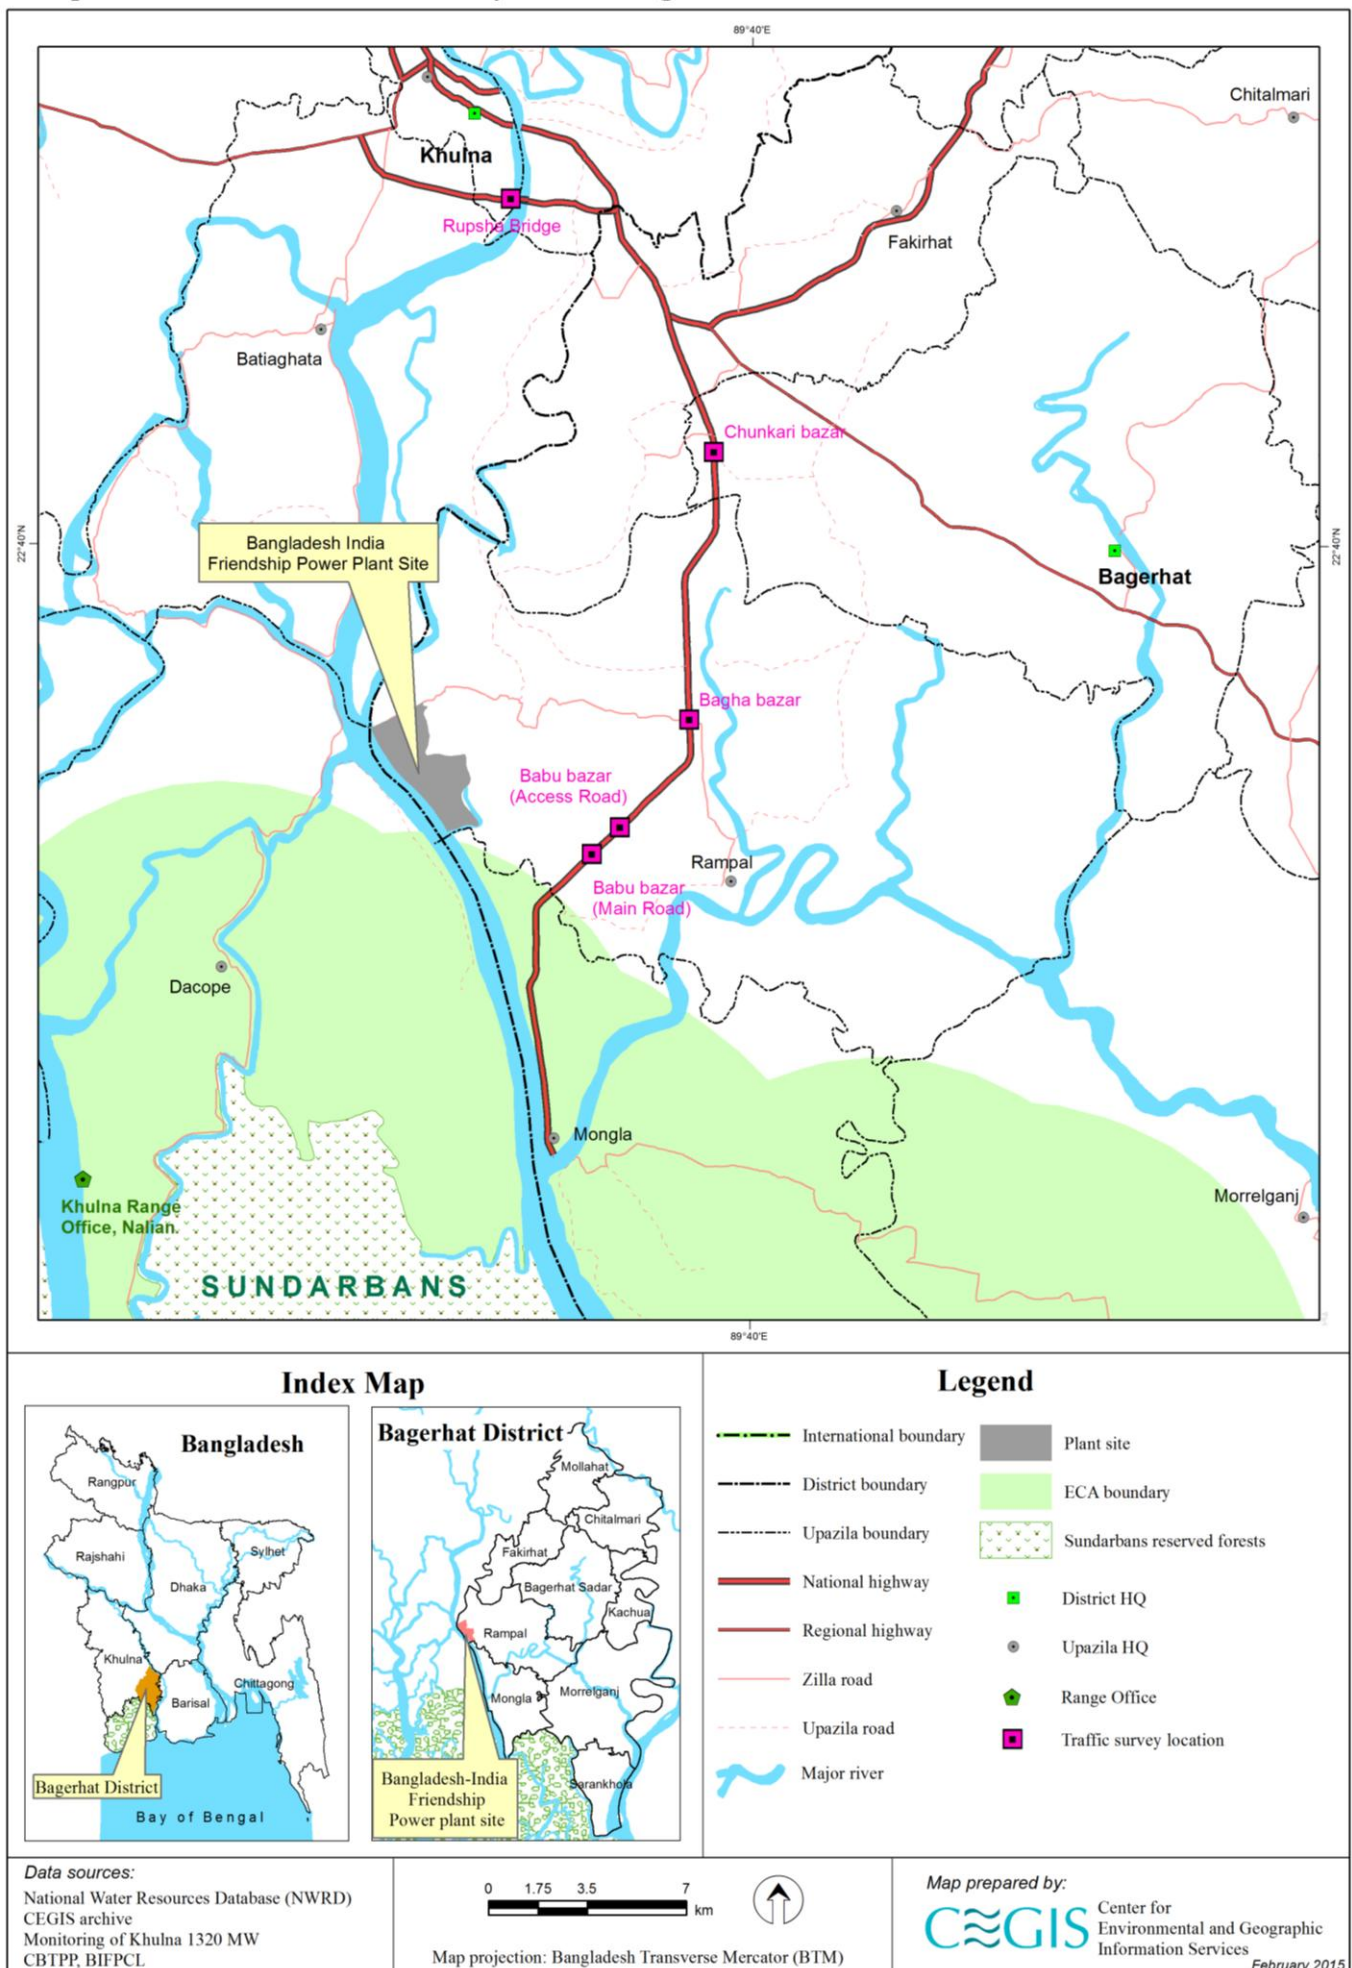 89°40'E
Chitalmari
Khulna
Rupsha Bridge
Fakirhat
Batiaghata
Chunkari bazar
22°40'N
22°40'N
Bangladesh India
Friendship Power Plant Site
Bagerhat
Bagha bazar
Babu bazar
(Access Road)
Rampal
Babu bazar
(Main Road)
Dacope
Mongla
Khulna Range
Office, Nalian
Morrelganj
SUNDARBANS
89°40'E
Index Map
Bangladesh
Rangpur
Rajshahi
Sylhet
Dhaka
Khulna
Barisal
Chittagong
Bagerhat District
Bay of Bengal
Bagerhat District
Mollahat
Chitalmari
Fakirhat
Bagerhat Sadar
Kachua
Rampal
Mongla
Morrelganj
Sarankhola
Bangladesh-India
Friendship
Power plant site
Legend
International boundary
District boundary
Upazila boundary
National highway
Regional highway
Zilla road
Upazila road
Major river
Plant site
ECA boundary
Sundarbans reserved forests
District HQ
Upazila HQ
Range Office
Traffic survey location
Data sources:
National Water Resources Database (NWRD)
CEGIS archive
Monitoring of Khulna 1320 MW
CBTPP, BIFPCL
0 1.75 3.5 7
km
Map projection: Bangladesh Transverse Mercator (BTM)
Map prepared by:
CEGIS
Center for
Environmental and Geographic
Information Services
February 2015